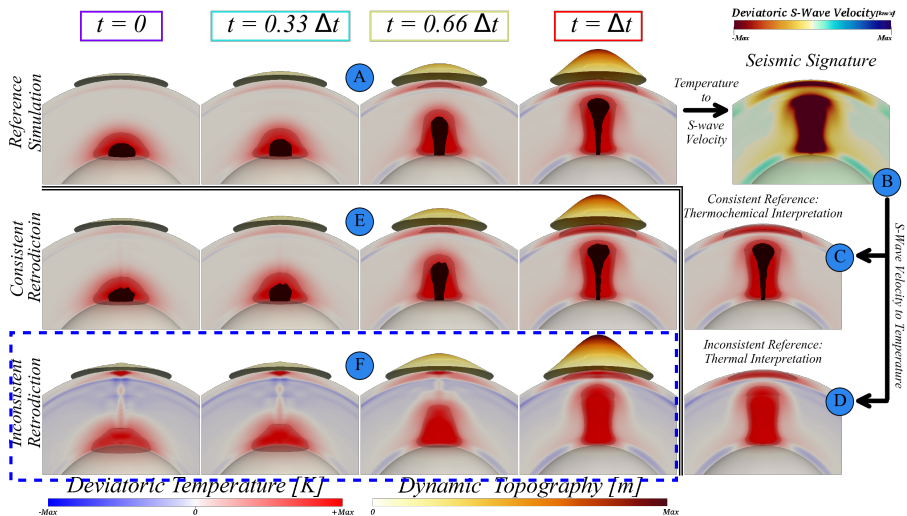 t = 0
t = 0.33 Δt
t = 0.66 Δt
t = Δt
Deviatoric S-Wave Velocity[km/s]
-Max
Max
Seismic Signature
Reference
Simulation
A
Temperature
to
S-wave
Velocity
B
Consistent
Retrodictoin
E
Consistent Reference:
Thermochemical Interpretation
C
S-Wave Velocity to Temperature
Inconsistent
Retrodiction
F
Inconsistent Reference:
Thermal Interpretation
D
Deviatoric Temperature [K]
-Max
0
+Max
Dynamic Topography [m]
0
Max